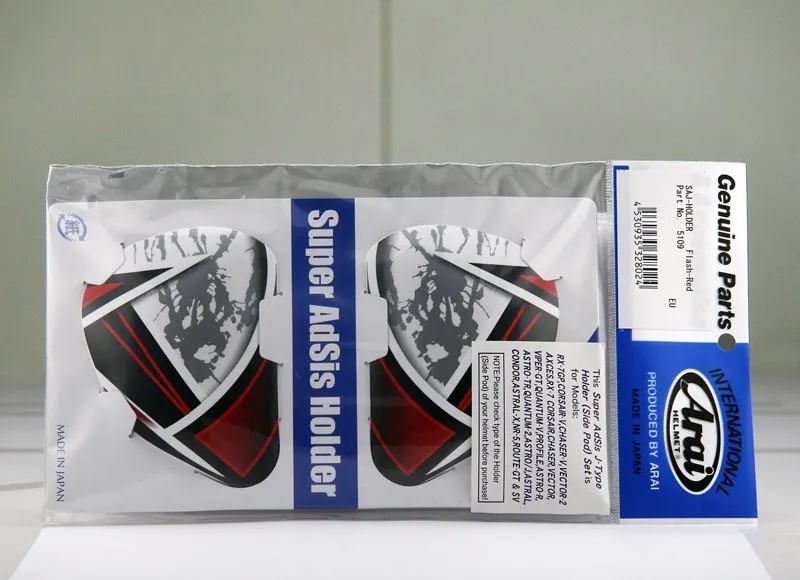 紙
MADE IN JAPAN
Super AdSis Holder
This Super AdSis J-Type
Holder (Side Pod) Set is
for Models:
RX-7GP,CORSAIR-V,CHASER-V,VECTOR-2
AXCES,RX-7 CORSAIR,CHASER,VECTOR,
VIPER-GT,QUANTUM-1,PROFILE,ASTRO-R,
ASTRO-TR,QUANTUM-2,ASTRO/J,ASTRAL,
CONDOR,ASTRAL-X,NR-5,ROUTE-GT & SV
NOTE:Please check type of the Holder
(Side Pod) of your helmet before purchase!
Genuine Parts
SAJ-HOLDER Flash-Red
Part No. 5109
EU
4 530935 328024
INTERNATIONAL
Arai
HELMET
PRODUCED BY ARAI
MADE IN JAPAN